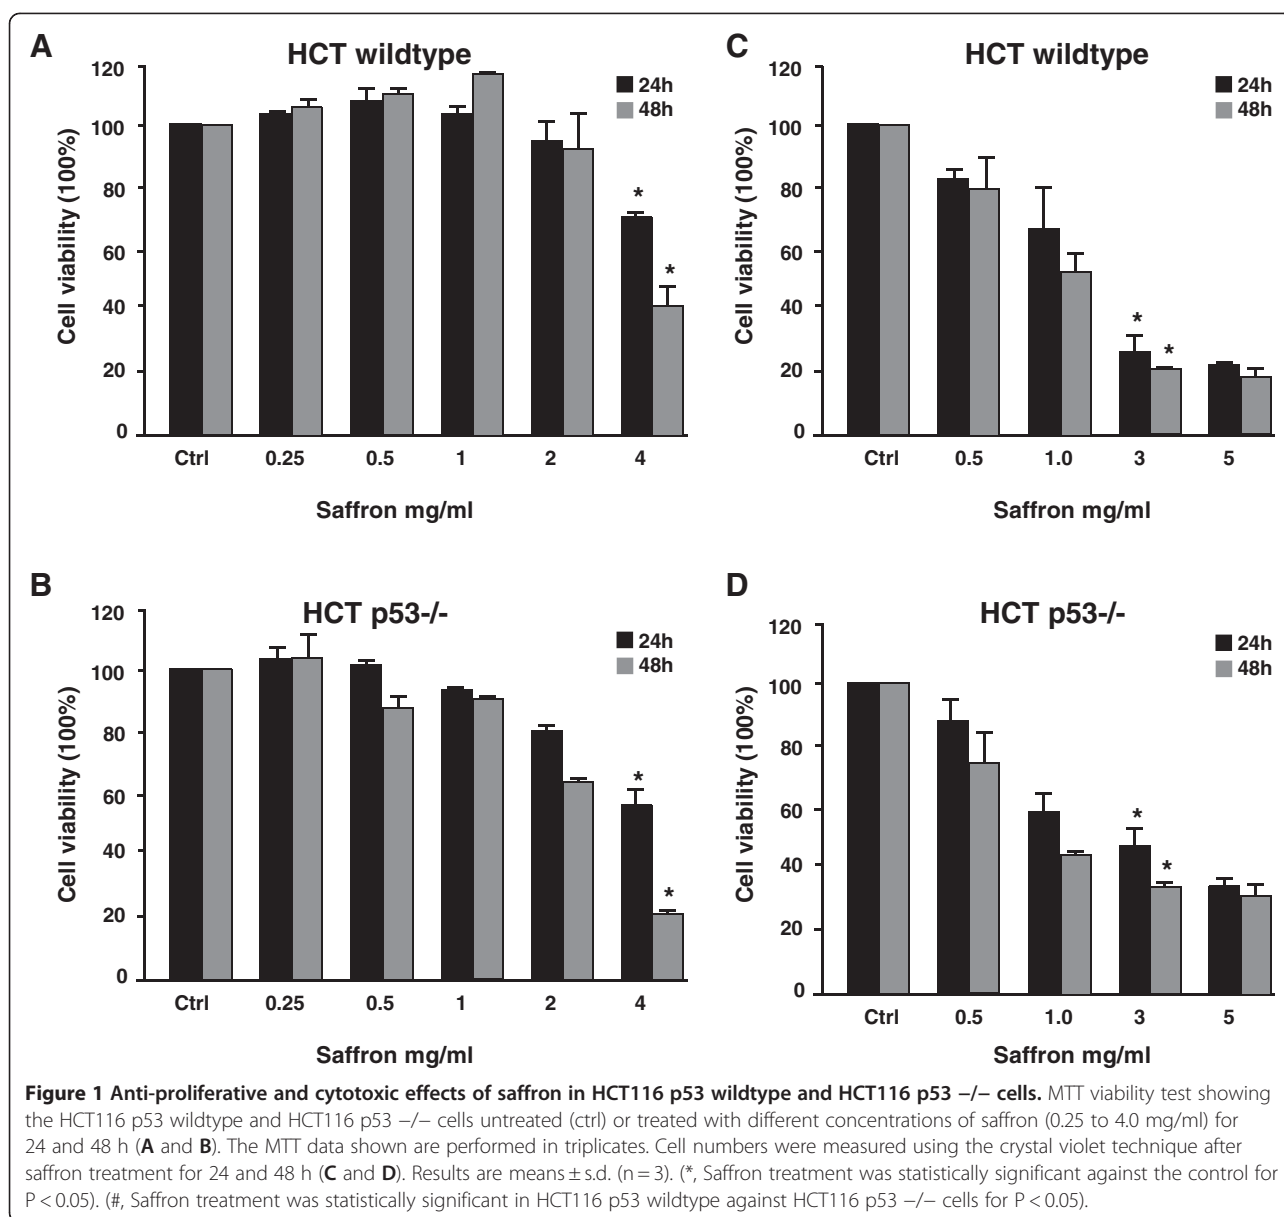 A
HCT wildtype
24h
48h
Cell viability (100%)
120
100
80
60
40
20
0
*
*
Ctrl 0.25 0.5 1 2 4
Saffron mg/ml
C
HCT wildtype
24h
48h
Cell viability (100%)
120
100
80
60
40
20
0
*
*
Ctrl 0.5 1.0 3 5
Saffron mg/ml
B
HCT p53-/-
24h
48h
Cell viability (100%)
120
100
80
60
40
20
0
*
*
Ctrl 0.25 0.5 1 2 4
Saffron mg/ml
D
HCT p53-/-
24h
48h
Cell viability (100%)
120
100
80
60
40
20
0
*
*
Ctrl 0.5 1.0 3 5
Saffron mg/ml
Figure 1 Anti-proliferative and cytotoxic effects of saffron in HCT116 p53 wildtype and HCT116 p53 −/− cells. MTT viability test showing
the HCT116 p53 wildtype and HCT116 p53 −/− cells untreated (ctrl) or treated with different concentrations of saffron (0.25 to 4.0 mg/ml) for
24 and 48 h (A and B). The MTT data shown are performed in triplicates. Cell numbers were measured using the crystal violet technique after
saffron treatment for 24 and 48 h (C and D). Results are means ± s.d. (n = 3). (*, Saffron treatment was statistically significant against the control for
P < 0.05). (#, Saffron treatment was statistically significant in HCT116 p53 wildtype against HCT116 p53 −/− cells for P < 0.05).